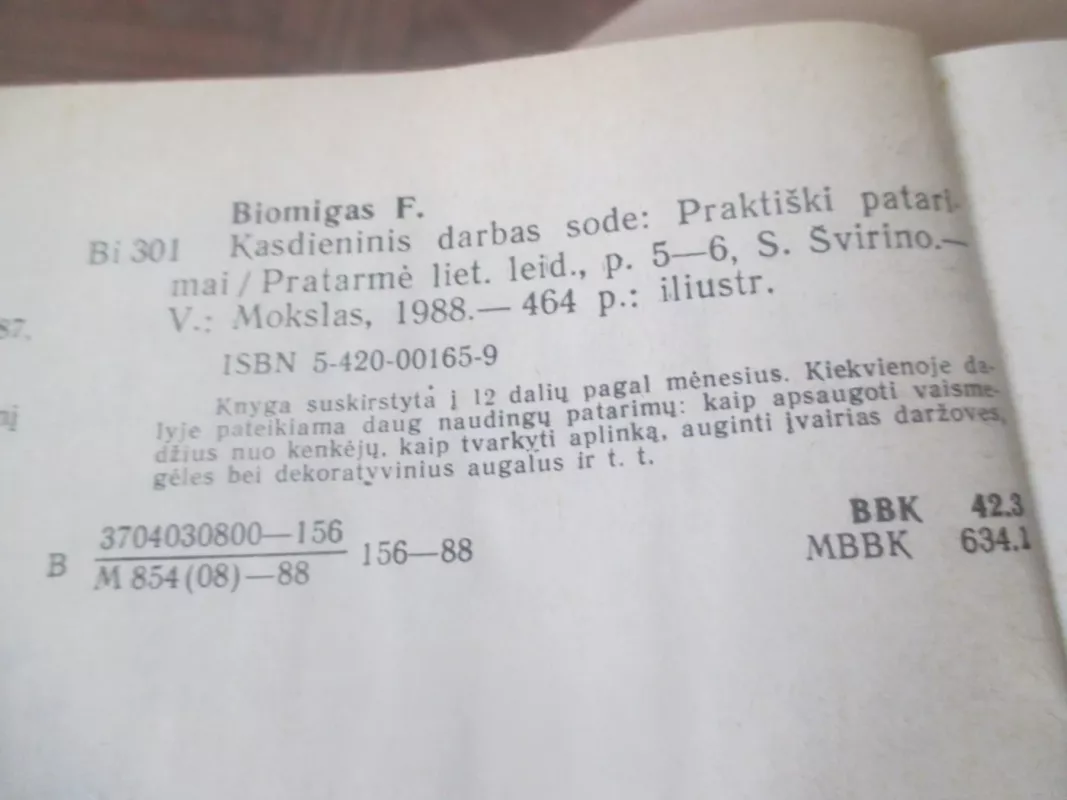 Biomigas F.
Bi 301 Kasdieninis darbas sode: Praktiški patari-
mai / Pratarmė liet. leid., p. 5—6, S. Švirino.—
V.: Mokslas, 1988.— 464 p.: iliustr.
87.
ISBN 5-420-00165-9
Knyga suskirstyta į 12 dalių pagal mėnesius. Kiekvienoje da-
lyje pateikiama daug naudingų patarimų: kaip apsaugoti vaisme-
džius nuo kenkėjų, kaip tvarkyti aplinką, auginti įvairias daržoves,
gėles bei dekoratyvinius augalus ir t. t.
B 3704030800—156 156—88
M 854(08)—88
BBK 42.3
MBBK 634.1